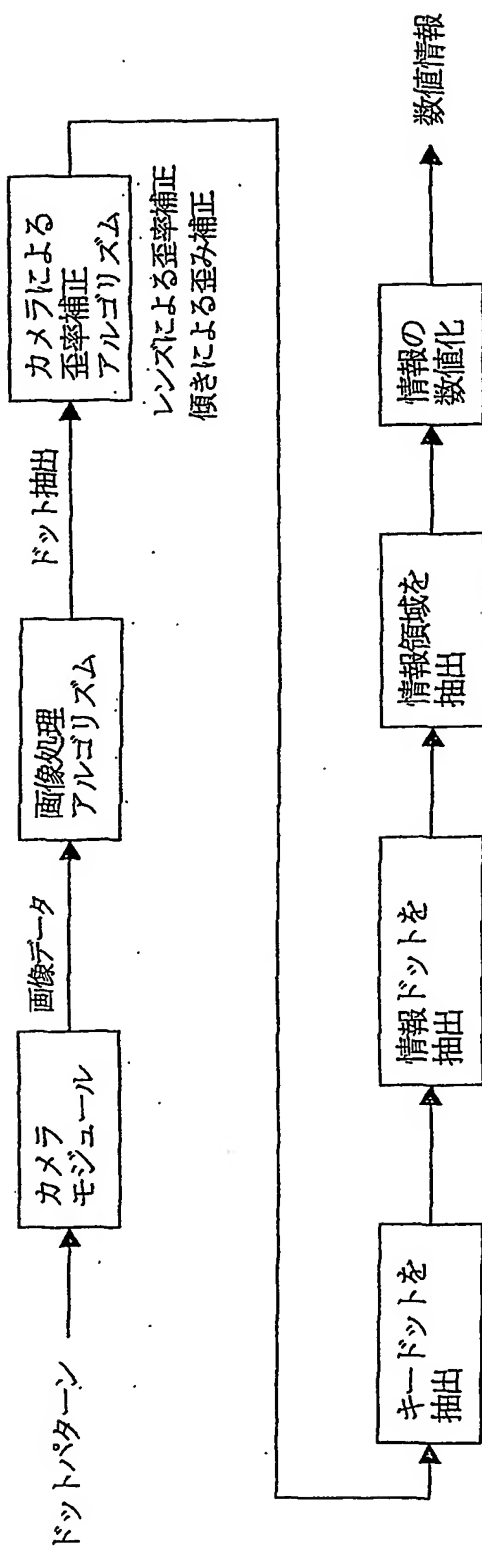 ドットパターン
カメラ
モジュール
画像データ
画像処理
アルゴリズム
ドット抽出
カメラによる
歪率補正
アルゴリズム
レンズによる歪率補正
傾きによる歪み補正
キードットを
抽出
情報ドットを
抽出
情報領域を
抽出
情報の
数値化
数値情報